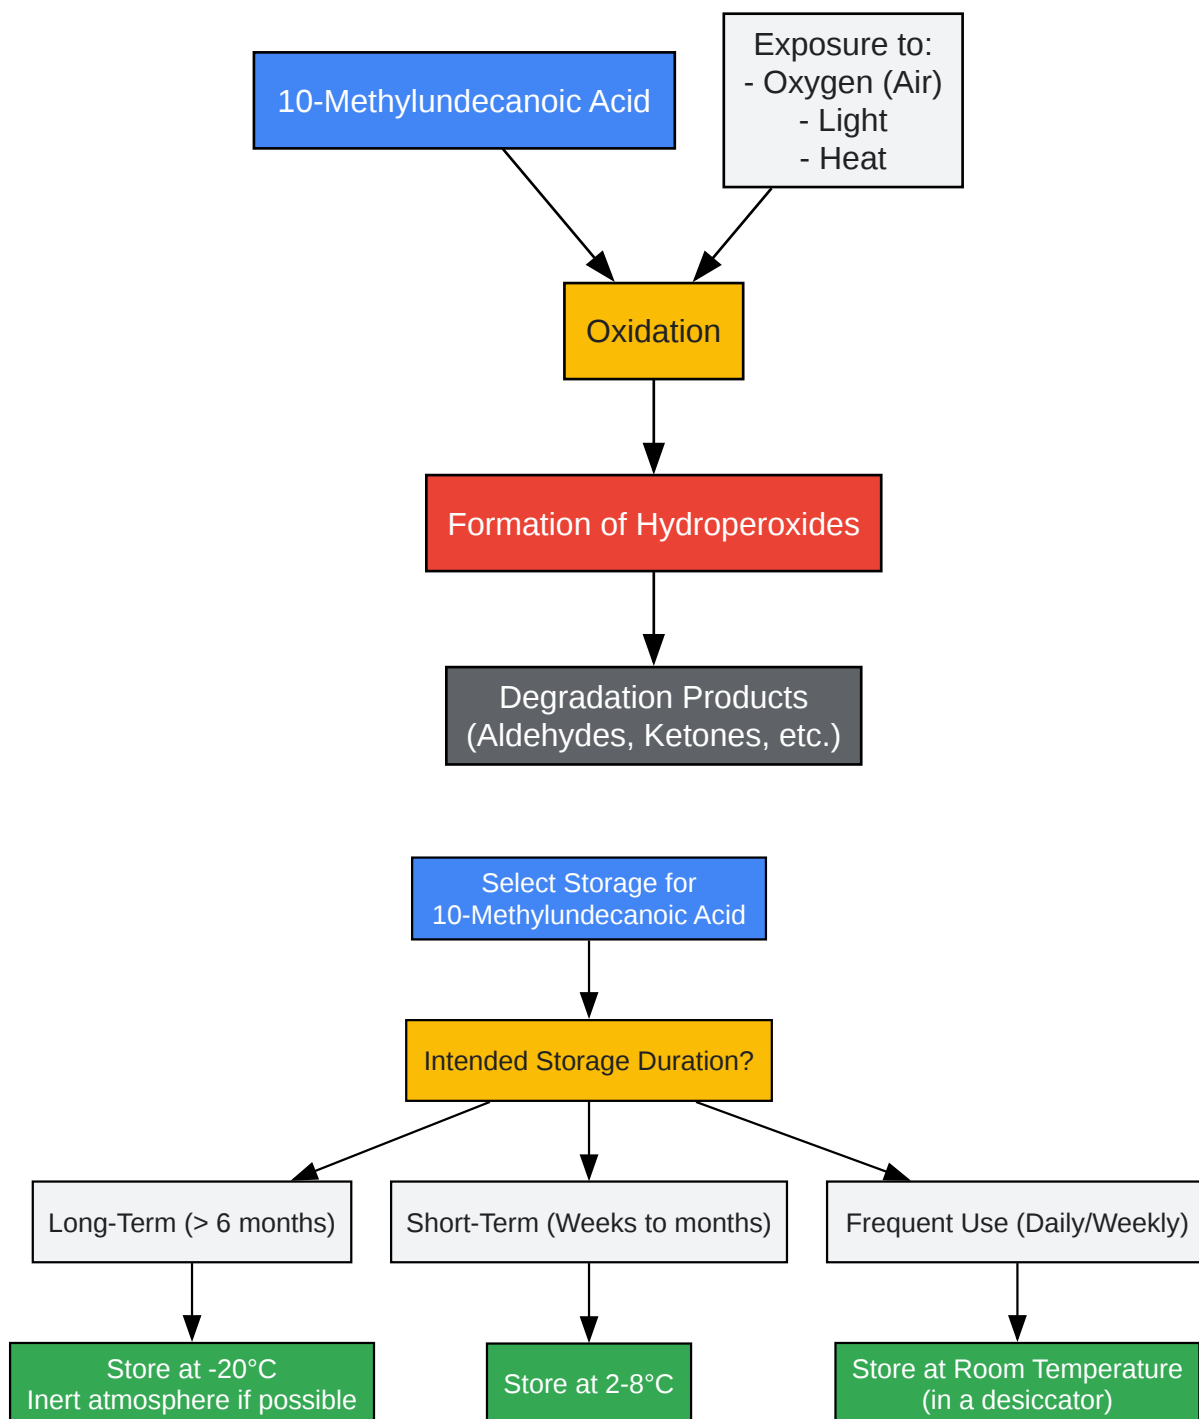 10-Methylundecanoic Acid
Exposure to:
- Oxygen (Air)
- Light
- Heat
Oxidation
Formation of Hydroperoxides
Degradation Products
(Aldehydes, Ketones, etc.)
Select Storage for
10-Methylundecanoic Acid
Intended Storage Duration?
Long-Term (> 6 months)
Short-Term (Weeks to months)
Frequent Use (Daily/Weekly)
Store at -20°C
Inert atmosphere if possible
Store at 2-8°C
Store at Room Temperature
(in a desiccator)